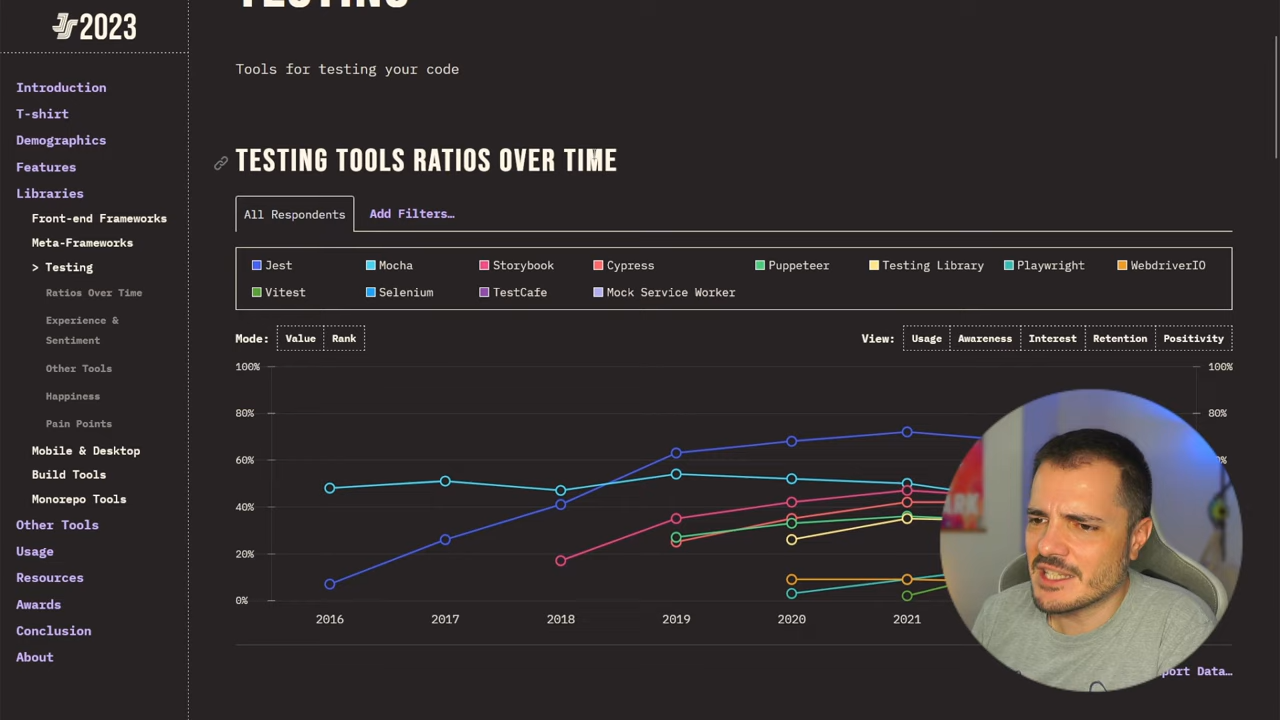 JS 2023
Introduction
T-shirt
Demographics
Features
Libraries
Front-end Frameworks
Meta-Frameworks
> Testing
Ratios Over Time
Experience &
Sentiment
Other Tools
Happiness
Pain Points
Mobile & Desktop
Build Tools
Monorepo Tools
Other Tools
Usage
Resources
Awards
Conclusion
About
TESTING
Tools for testing your code
TESTING TOOLS RATIOS OVER TIME
All Respondents Add Filters…
Jest Mocha Storybook Cypress Puppeteer Testing Library Playwright WebdriverIO
Vitest Selenium TestCafe Mock Service Worker
Mode: Value Rank View: Usage Awareness Interest Retention Positivity
100% 100%
80% 80%
60%
40%
20%
0%
2016 2017 2018 2019 2020 2021
ARK
port Data…